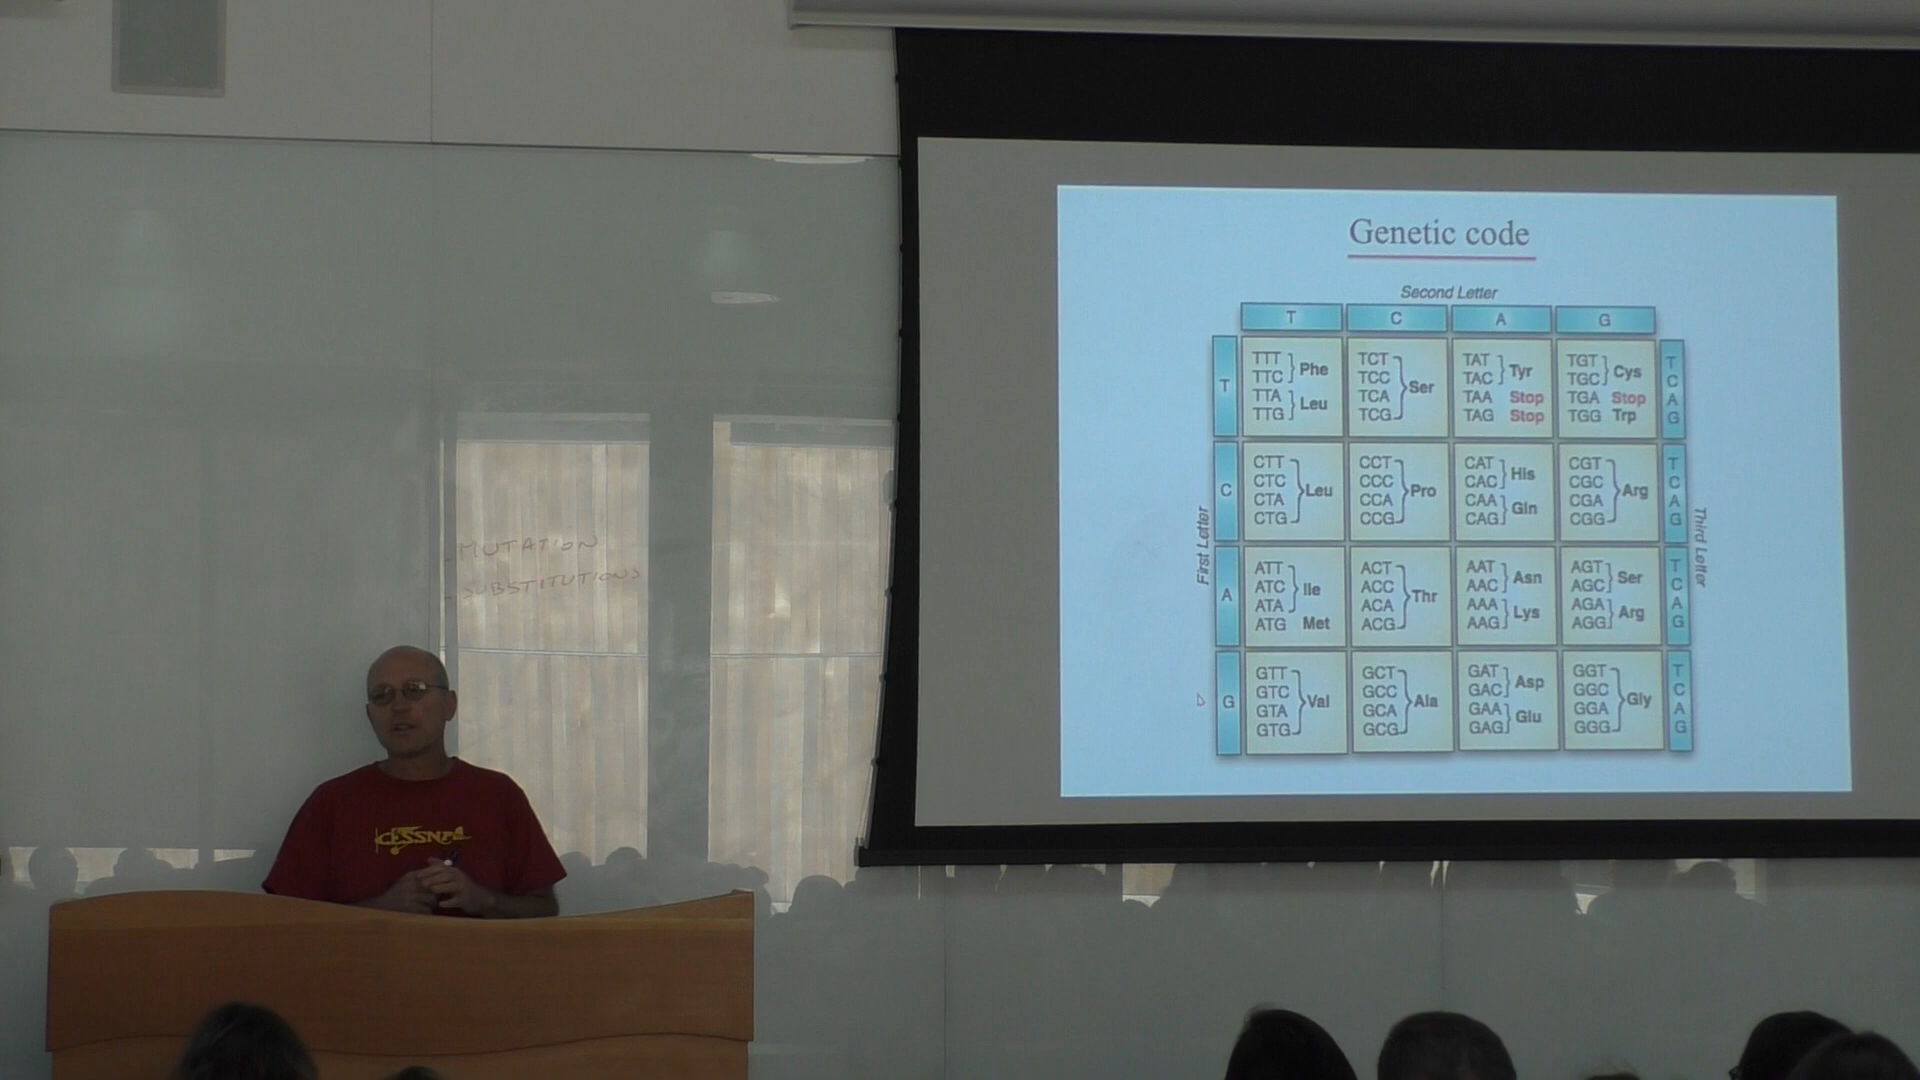 Genetic code
Second Letter
T C A G
First Letter
Third Letter
T
TTT
TTC
Phe
TTA
TTG
Leu
TCT
TCC
TCA
TCG
Ser
TAT
TAC
Tyr
TAA Stop
TAG Stop
TGT
TGC
Cys
TGA Stop
TGG Trp
T
C
A
G
C
CTT
CTC
CTA
CTG
Leu
CCT
CCC
CCA
CCG
Pro
CAT
CAC
His
CAA
CAG
Gln
CGT
CGC
CGA
CGG
Arg
T
C
A
G
A
ATT
ATC
ATA
Ile
ATG Met
ACT
ACC
ACA
ACG
Thr
AAT
AAC
Asn
AAA
AAG
Lys
AGT
AGC
Ser
AGA
AGG
Arg
T
C
A
G
G
GTT
GTC
GTA
GTG
Val
GCT
GCC
GCA
GCG
Ala
GAT
GAC
Asp
GAA
GAG
Glu
GGT
GGC
GGA
GGG
Gly
T
C
A
G
- MUTATION
- SUBSTITUTIONS
CESSNA